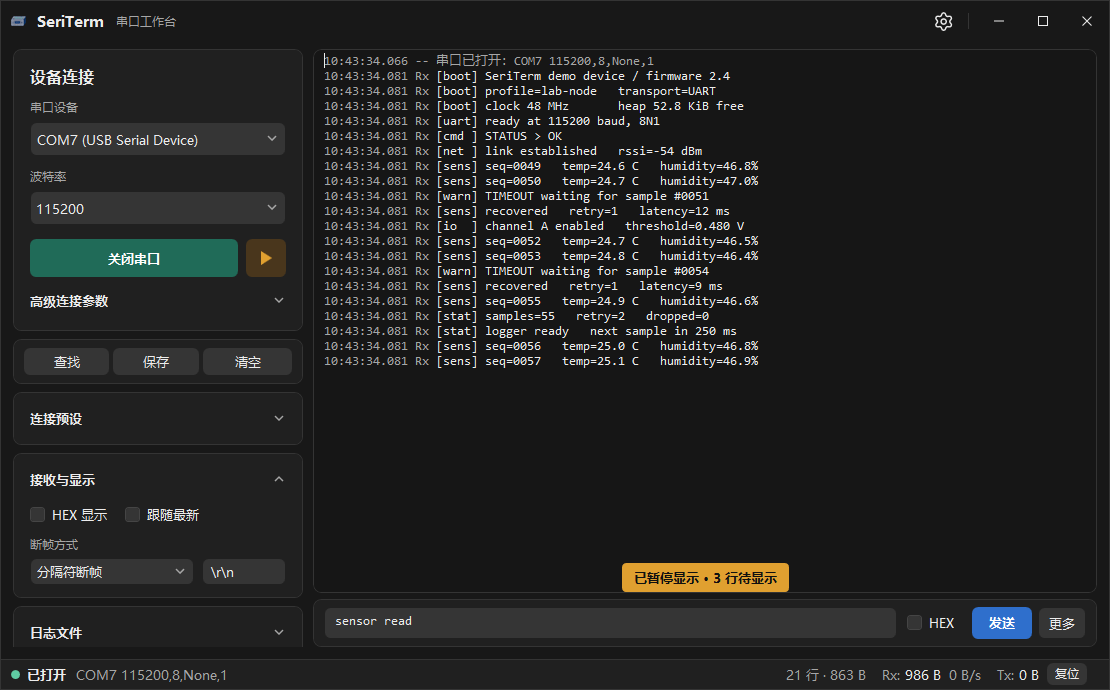 SeriTerm 串口工作台
设备连接
串口设备
COM7 (USB Serial Device)
波特率
115200
关闭串口
高级连接参数
查找 保存 清空
连接预设
接收与显示
HEX 显示 跟随最新
断帧方式
分隔符断帧 \r\n
日志文件
10:43:34.066 -- 串口已打开: COM7 115200,8,None,1
10:43:34.081 Rx [boot] SeriTerm demo device / firmware 2.4
10:43:34.081 Rx [boot] profile=lab-node   transport=UART
10:43:34.081 Rx [boot] clock 48 MHz       heap 52.8 KiB free
10:43:34.081 Rx [uart] ready at 115200 baud, 8N1
10:43:34.081 Rx [cmd ] STATUS > OK
10:43:34.081 Rx [net ] link established   rssi=-54 dBm
10:43:34.081 Rx [sens] seq=0049   temp=24.6 C   humidity=46.8%
10:43:34.081 Rx [sens] seq=0050   temp=24.7 C   humidity=47.0%
10:43:34.081 Rx [warn] TIMEOUT waiting for sample #0051
10:43:34.081 Rx [sens] recovered   retry=1   latency=12 ms
10:43:34.081 Rx [io  ] channel A enabled   threshold=0.480 V
10:43:34.081 Rx [sens] seq=0052   temp=24.7 C   humidity=46.5%
10:43:34.081 Rx [sens] seq=0053   temp=24.8 C   humidity=46.4%
10:43:34.081 Rx [warn] TIMEOUT waiting for sample #0054
10:43:34.081 Rx [sens] recovered   retry=1   latency=9 ms
10:43:34.081 Rx [sens] seq=0055   temp=24.9 C   humidity=46.6%
10:43:34.081 Rx [stat] samples=55   retry=2   dropped=0
10:43:34.081 Rx [stat] logger ready   next sample in 250 ms
10:43:34.081 Rx [sens] seq=0056   temp=25.0 C   humidity=46.8%
10:43:34.081 Rx [sens] seq=0057   temp=25.1 C   humidity=46.9%
已暂停显示 • 3 行待显示
sensor read HEX 发送 更多
已打开 COM7 115200,8,None,1 21 行 · 863 B Rx: 986 B 0 B/s Tx: 0 B 复位